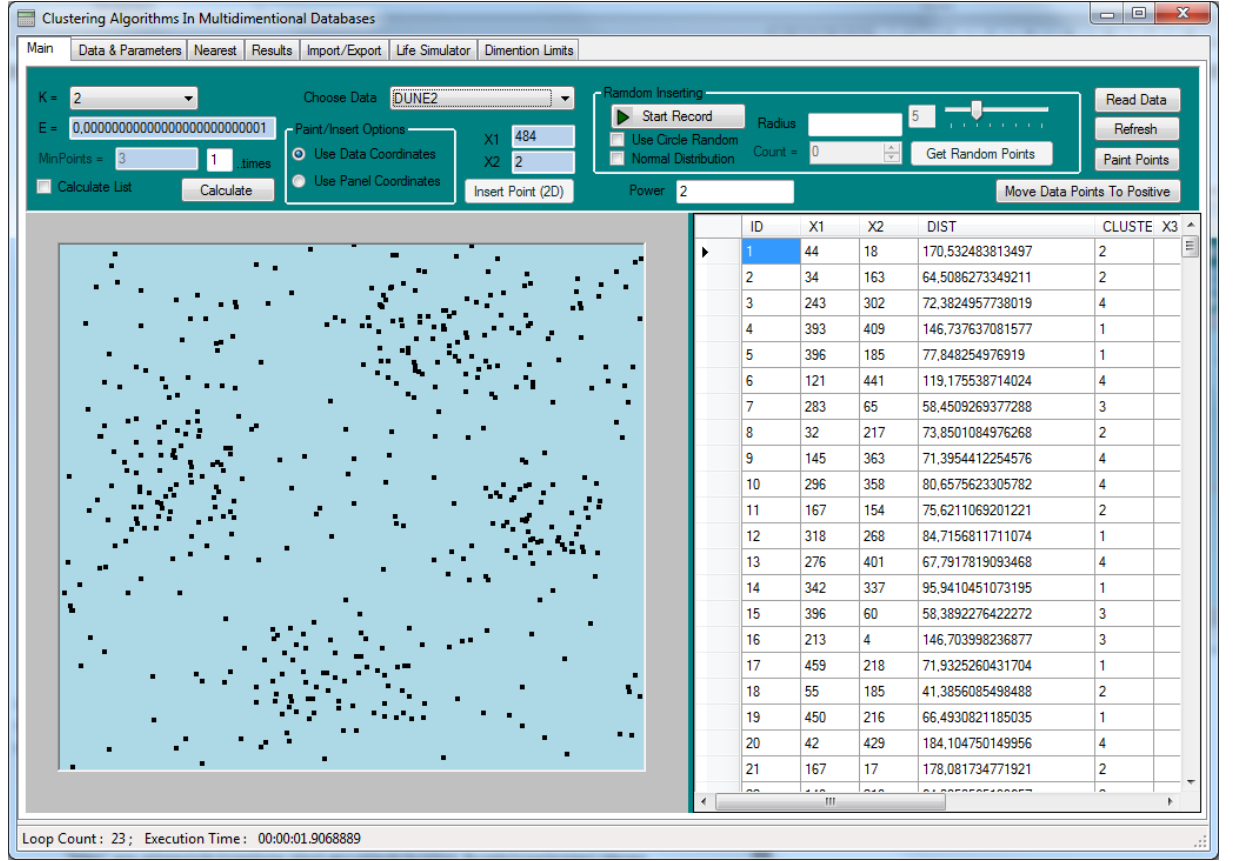 Clustering Algorithms In Multidimentional Databases
Main Data & Parameters Nearest Results Import/Export Life Simulator Dimention Limits
K = 2 Choose Data DUNE2 Ramdom Inserting Read Data
Start Record Radius 5
E = 0,00000000000000000000000001 Paint/Insert Options X1 484 Use Circle Random Refresh
MinPoints = 3 1 ..times Use Data Coordinates X2 2 Normal Distribution Count = 0 Get Random Points Paint Points
Calculate List Calculate Use Panel Coordinates Insert Point (2D) Power 2 Move Data Points To Positive
ID X1 X2 DIST CLUSTE X3
1 44 18 170,532483813497 2
2 34 163 64,5086273349211 2
3 243 302 72,3824957738019 4
4 393 409 146,737637081577 1
5 396 185 77,848254976919 1
6 121 441 119,175538714024 4
7 283 65 58,4509269377288 3
8 32 217 73,8501084976268 2
9 145 363 71,3954412254576 4
10 296 358 80,6575623305782 4
11 167 154 75,6211069201221 2
12 318 268 84,7156811711074 1
13 276 401 67,7917819093468 4
14 342 337 95,9410451073195 1
15 396 60 58,3892276422272 3
16 213 4 146,703998236877 3
17 459 218 71,9325260431704 1
18 55 185 41,3856085498488 2
19 450 216 66,4930821185035 1
20 42 429 184,104750149956 4
21 167 17 178,081734771921 2
Loop Count : 23 ; Execution Time : 00:00:01.9068889